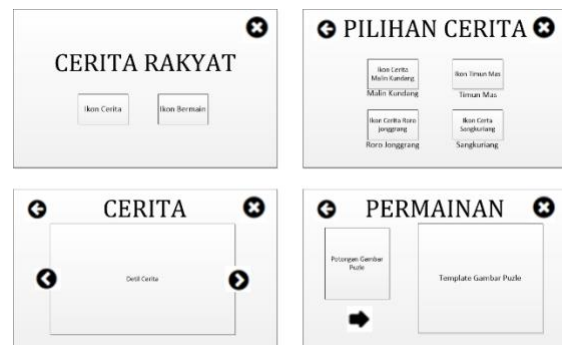 CERITA RAKYAT
Ikon Cerita
Ikon Bermain
PILIHAN CERITA
Ikon Cerita
Malin Kandang
Ikon Timun Mas
Malin Kundang
Timun Mas
Ikon Cerita Roro
Jonggrang
Ikon Certa
Sangkuriang
Roro Jonggrang
Sangkuriang
CERITA
Detil Cerita
PERMAINAN
Potongan Gambar
Puzle
Template Gambar Puzle